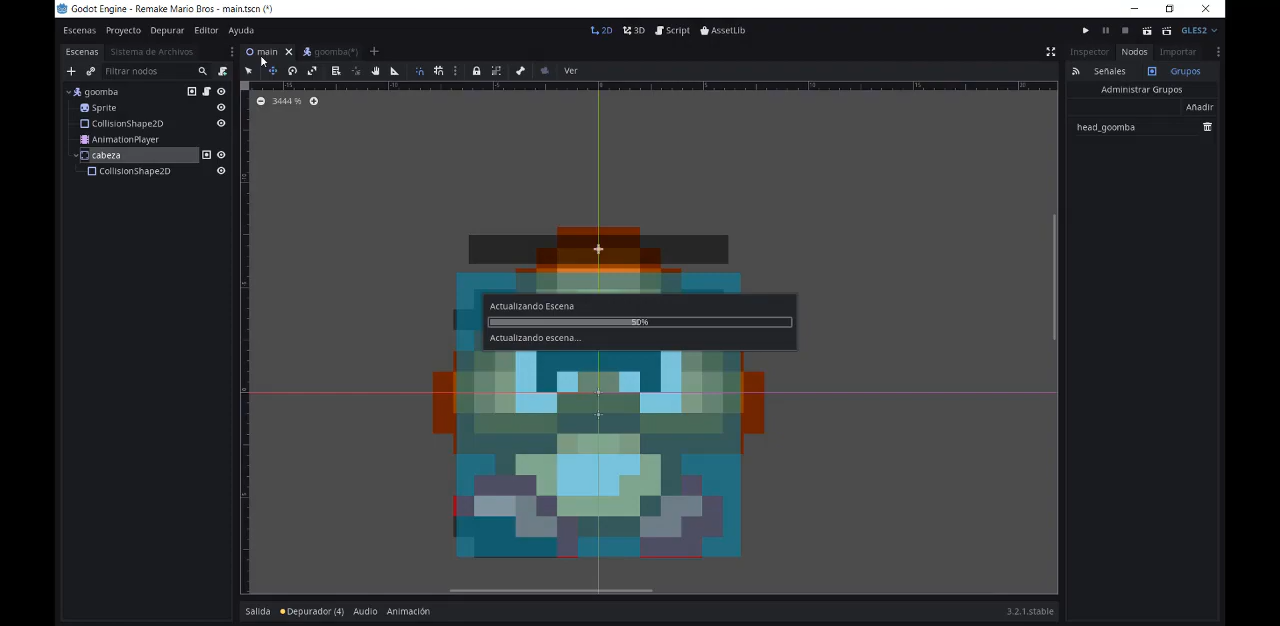 Godot Engine - Remake Mario Bros - main.tscn (*)
Escenas Proyecto Depurar Editor Ayuda
2D 3D Script AssetLib
GLES2
Escenas Sistema de Archivos
main goomba(*)
Inspector Nodos Importar
Filtrar nodos
Ver
Señales Grupos
goomba
Sprite
CollisionShape2D
AnimationPlayer
cabeza
CollisionShape2D
3444 %
Administrar Grupos
Añadir
head_goomba
Actualizando Escena
50%
Actualizando escena...
Salida Depurador (4) Audio Animación
3.2.1.stable